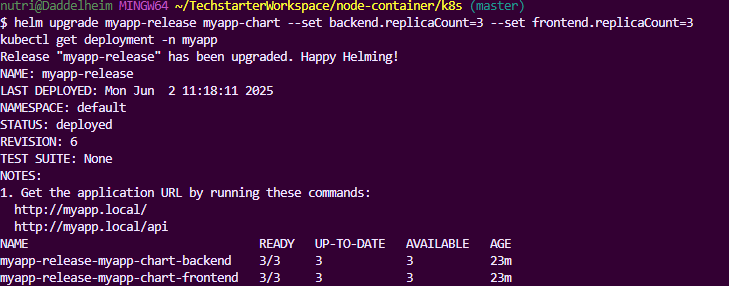 nutri@Daddelheim MINGW64 ~/TechstarterWorkspace/node-container/k8s (master)
$ helm upgrade myapp-release myapp-chart --set backend.replicaCount=3 --set frontend.replicaCount=3
kubectl get deployment -n myapp
Release "myapp-release" has been upgraded. Happy Helming!
NAME: myapp-release
LAST DEPLOYED: Mon Jun  2 11:18:11 2025
NAMESPACE: default
STATUS: deployed
REVISION: 6
TEST SUITE: None
NOTES:
1. Get the application URL by running these commands:
  http://myapp.local/
  http://myapp.local/api
NAME                           READY   UP-TO-DATE   AVAILABLE   AGE
myapp-release-myapp-chart-backend    3/3   3   3   23m
myapp-release-myapp-chart-frontend   3/3   3   3   23m